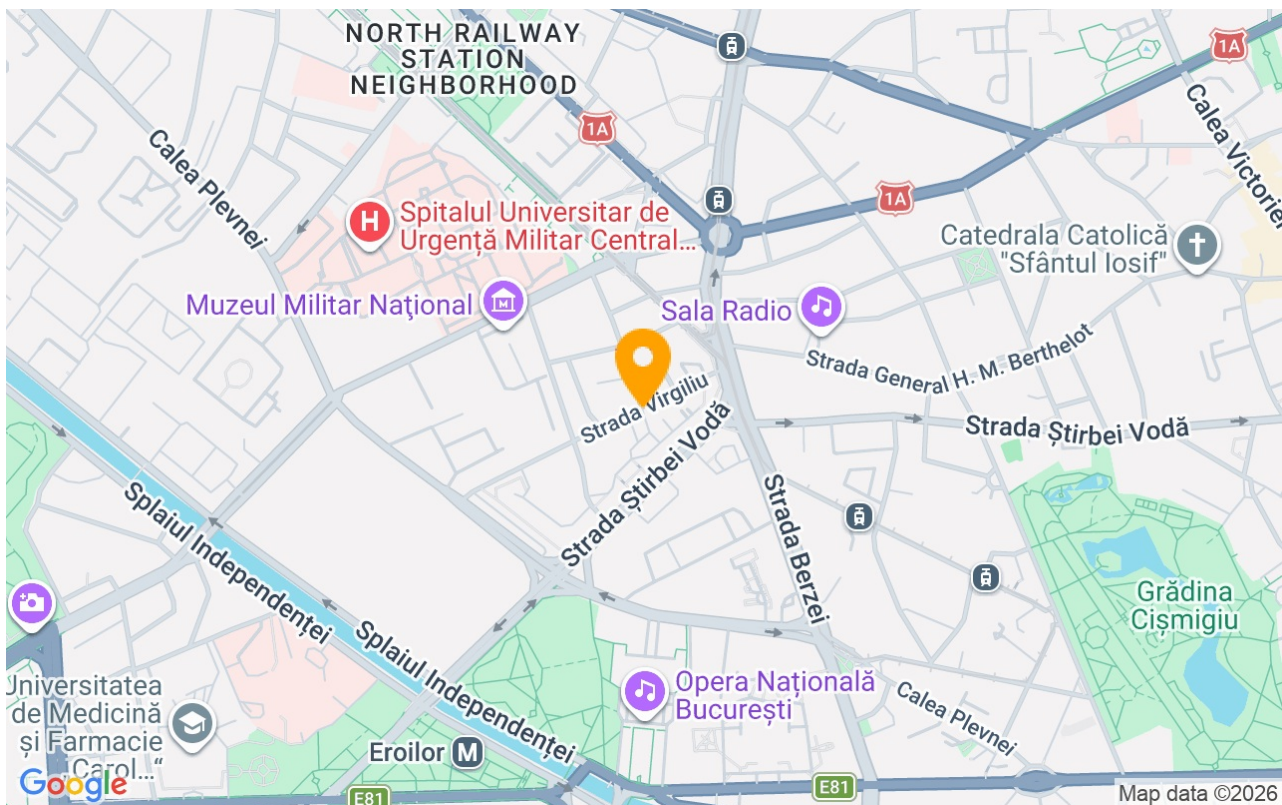 NORTH RAILWAY
STATION
NEIGHBORHOOD
1A
1A
1A
Calea Victoriei
Calea Plevnei
H
Spitalul Universitar de
Urgență Militar Central...
Catedrala Catolică
"Sfântul Iosif"
Muzeul Militar Naţional
M
Sala Radio
Strada General H. M. Berthelot
Strada Virgiliu
Strada Știrbei Vodă
Strada Știrbei Vodă
Strada Berzei
Splaiul Independenței
Splaiul Independenței
Grădina
Cișmigiu
Universitatea
de Medicină
și Farmacie
„Carol...“
Opera Națională
București
Calea Plevnei
Eroilor M
Google
E81
E81
Map data ©2026